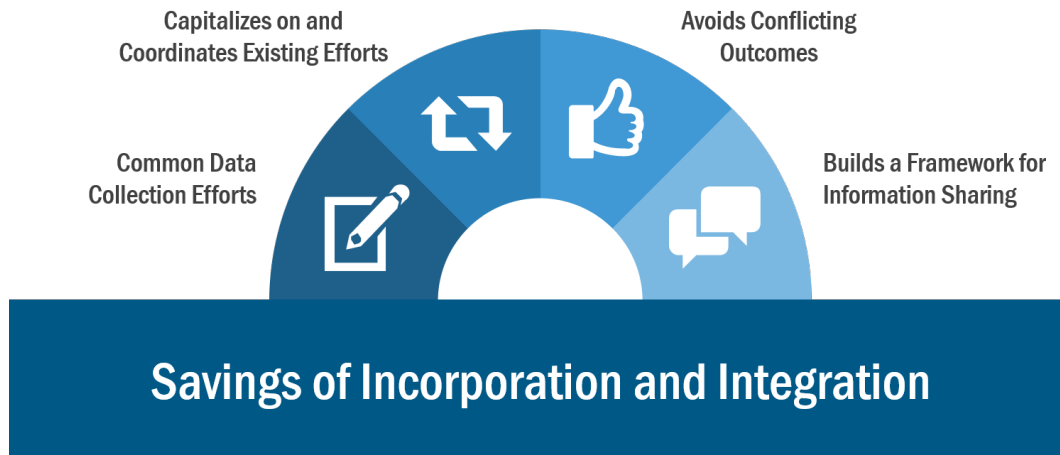 Capitalizes on and
Coordinates Existing Efforts
Avoids Conflicting
Outcomes
Common Data
Collection Efforts
Builds a Framework for
Information Sharing
Savings of Incorporation and Integration